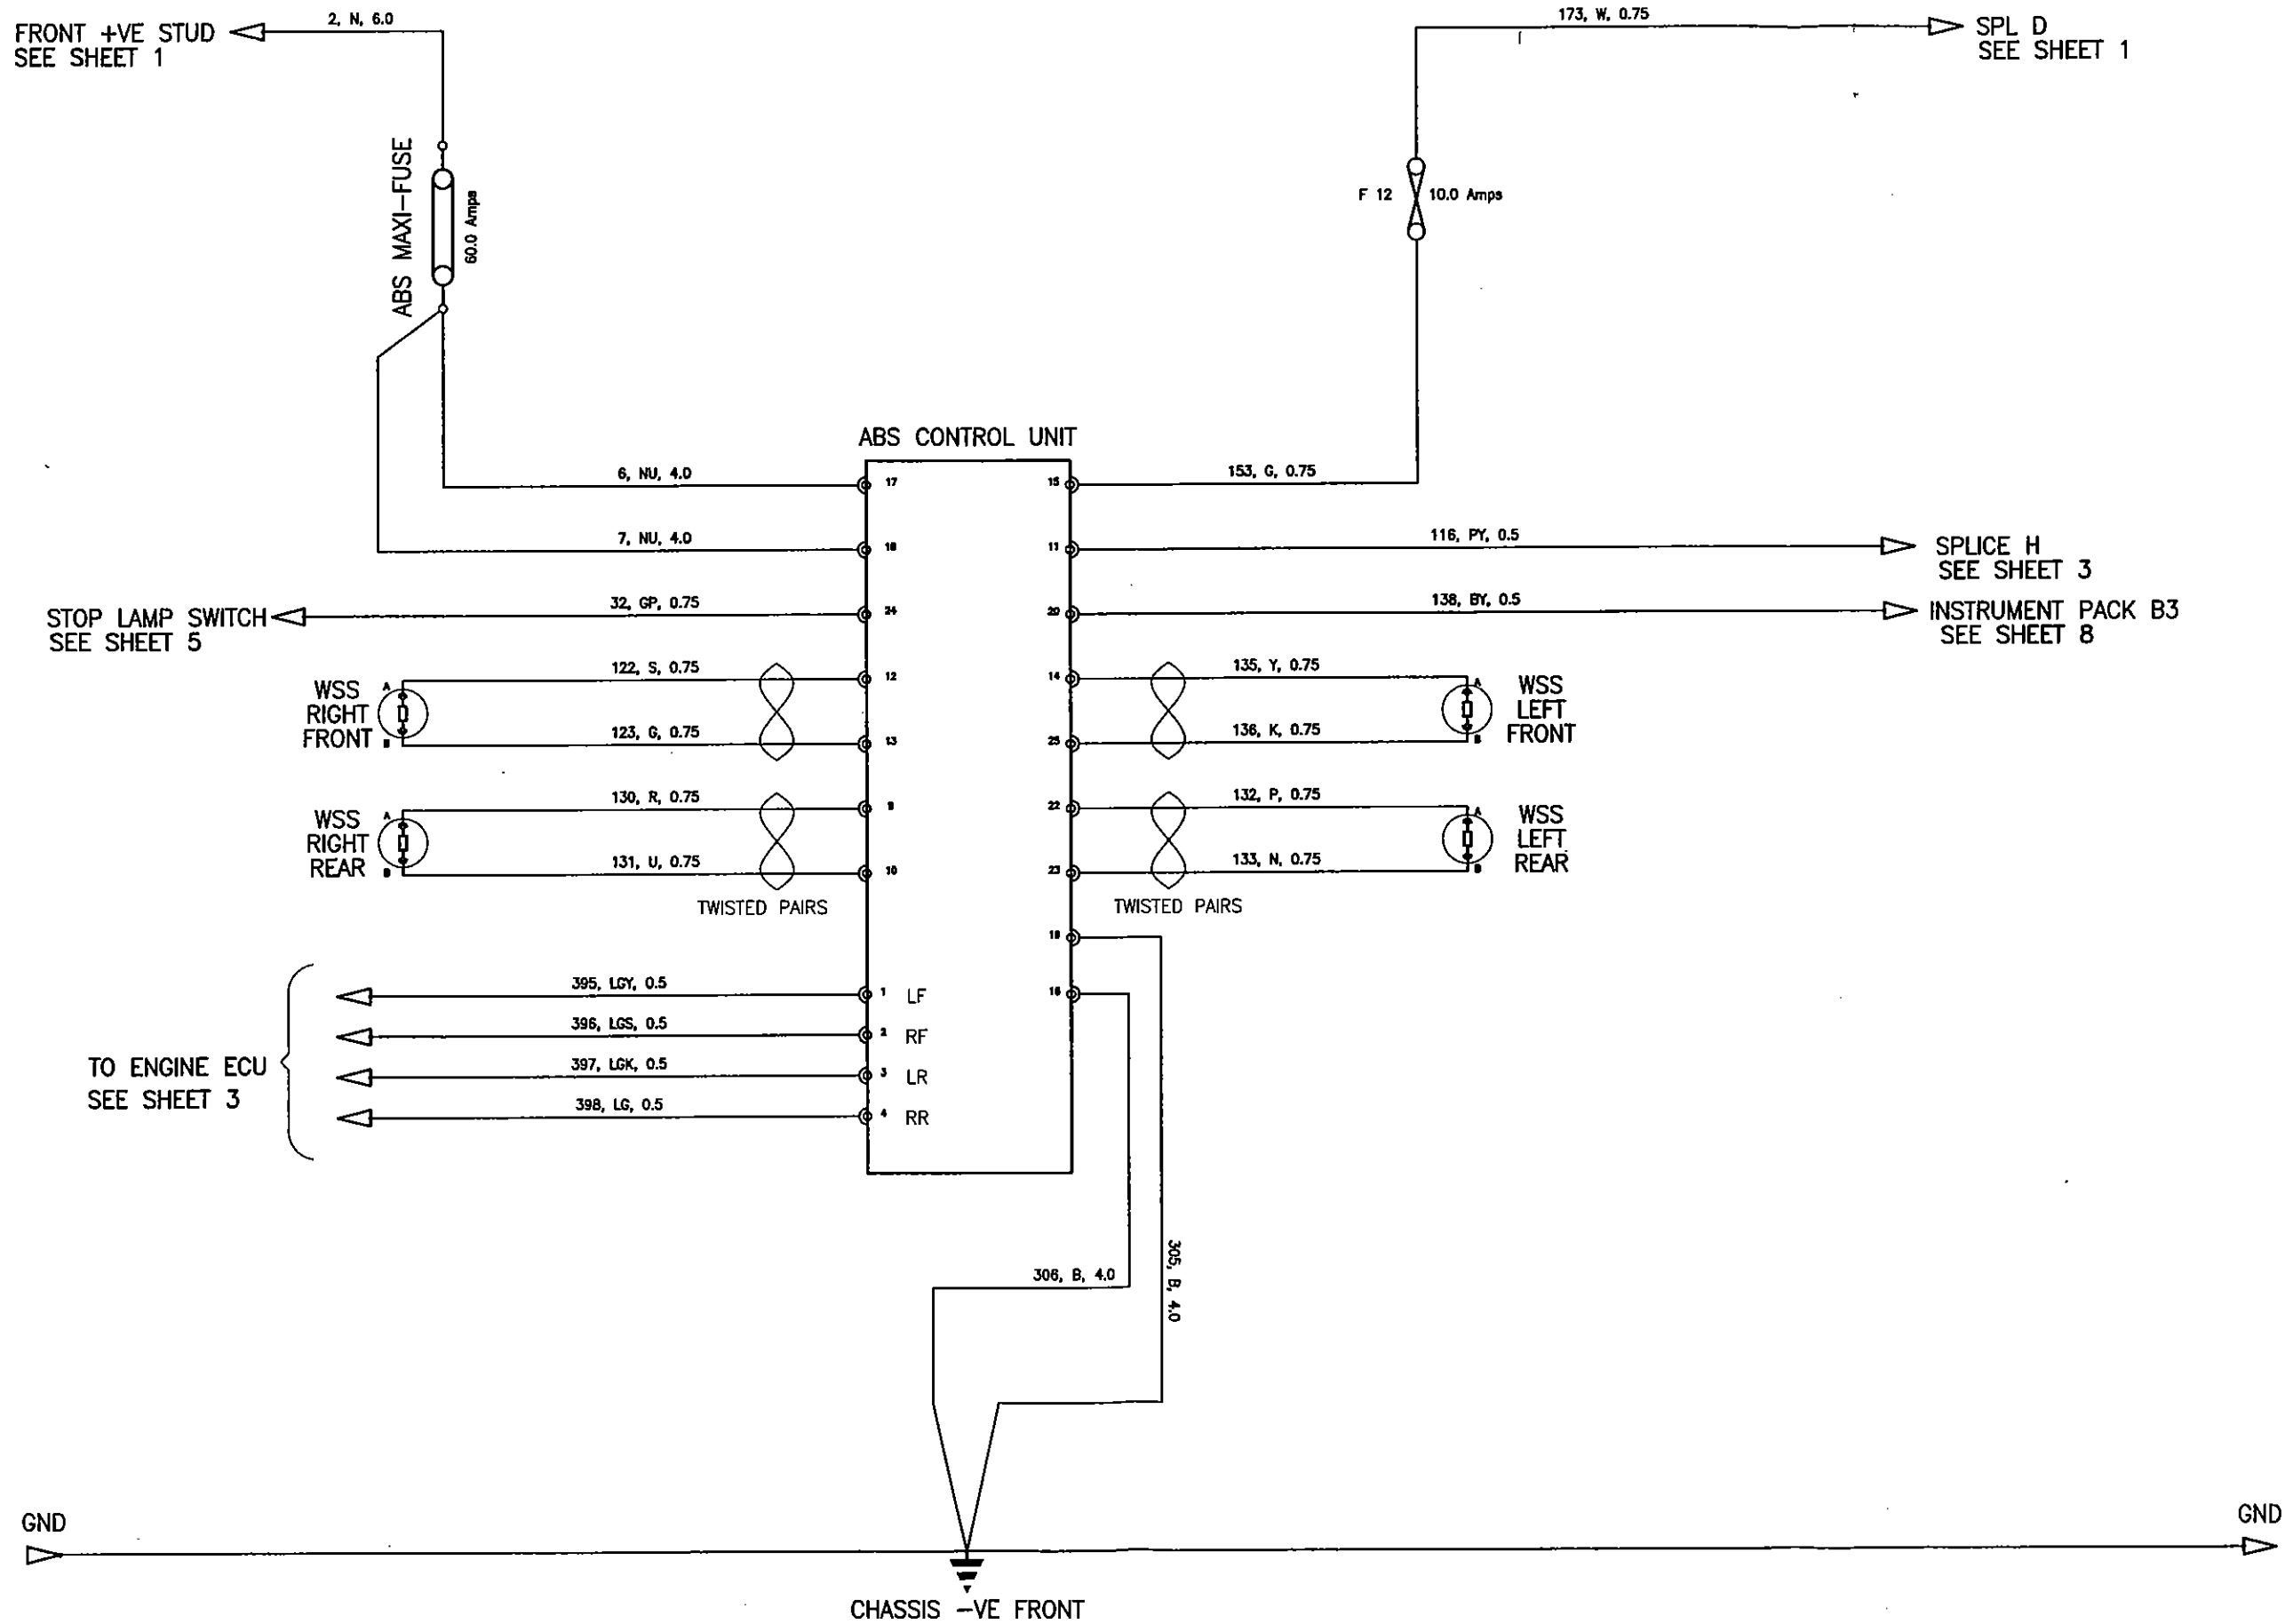 FRONT +VE STUD
SEE SHEET 1
2, N, 6.0
173, W, 0.75
SPL D
SEE SHEET 1
ABS MAXI-FUSE
60.0 Amps
F 12
10.0 Amps
ABS CONTROL UNIT
6, NU, 4.0
17
15
153, G, 0.75
7, NU, 4.0
18
11
116, PY, 0.5
SPLICE H
SEE SHEET 3
STOP LAMP SWITCH
SEE SHEET 5
32, GP, 0.75
24
20
138, BY, 0.5
INSTRUMENT PACK B3
SEE SHEET 8
WSS
RIGHT
FRONT
A
B
122, S, 0.75
12
123, G, 0.75
13
14
135, Y, 0.75
25
136, K, 0.75
A
B
WSS
LEFT
FRONT
WSS
RIGHT
REAR
A
B
130, R, 0.75
9
131, U, 0.75
10
TWISTED PAIRS
22
132, P, 0.75
23
133, N, 0.75
A
B
WSS
LEFT
REAR
TWISTED PAIRS
19
16
TO ENGINE ECU
SEE SHEET 3
395, LGY, 0.5
1 LF
396, LGS, 0.5
2 RF
397, LGK, 0.5
3 LR
398, LG, 0.5
4 RR
306, B, 4.0
305, B, 4.0
GND
GND
CHASSIS -VE FRONT